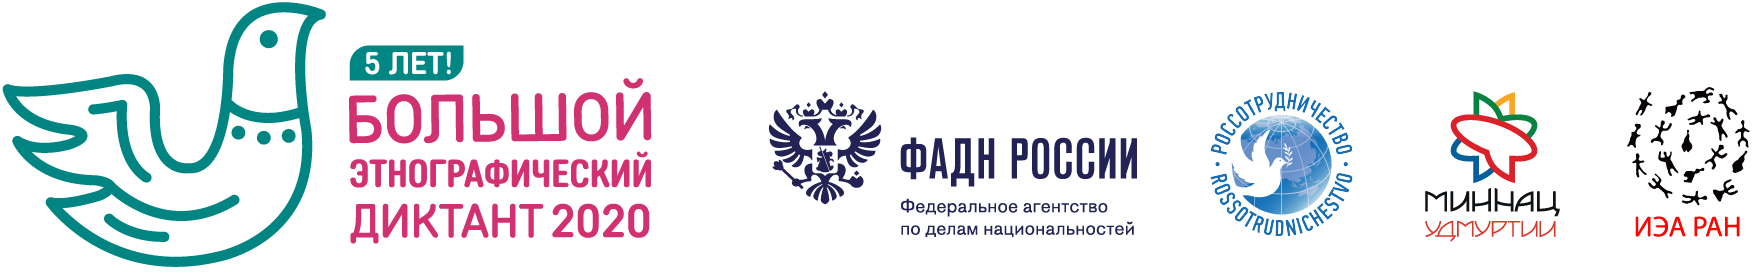 5 ЛЕТ!
БОЛЬШОЙ
ЭТНОГРАФИЧЕСКИЙ
ДИКТАНТ 2020
ФАДН РОССИИ
Федеральное агентство
по делам национальностей
РОССОТРУДНИЧЕСТВО
ROSSOTRUDNICHESTVO
МИННАЦ
УДМУРТИИ
ИЭА РАН